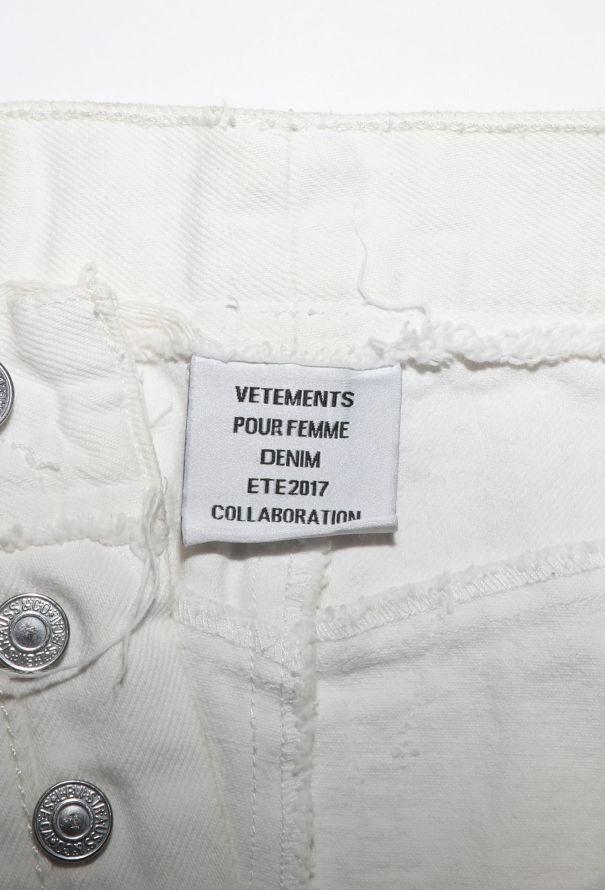 VETEMENTS
POUR FEMME
DENIM
ETE2017
COLLABORATION